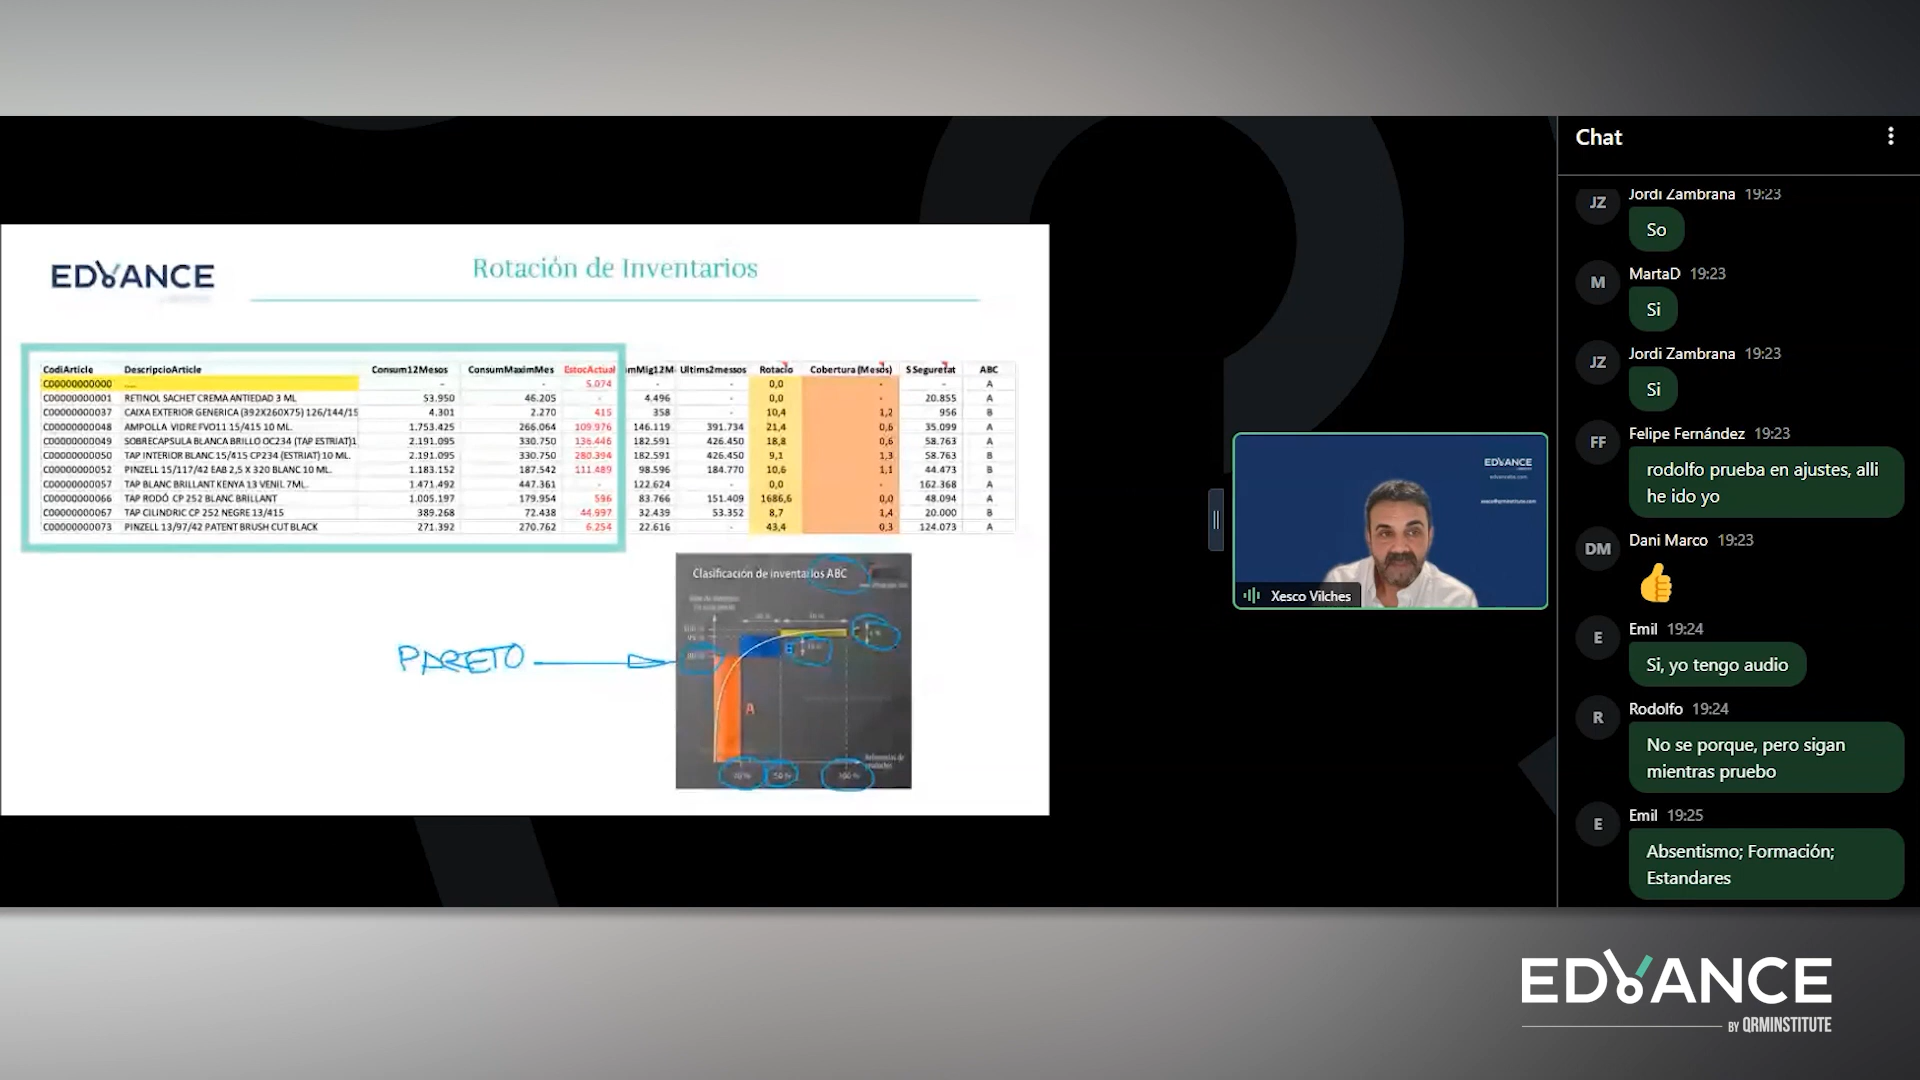 EDVANCE
Rotación de Inventarios
CodiArticle DescripcioArticle Consum12Mesos ConsumMaximMes EstocActual mMig12M Ultims2messos Rotacio Cobertura (Mesos) S Seguretat ABC
C00000000000 ..... - - 5.074 - - 0,0 - - A
C00000000001 RETINOL SACHET CREMA ANTIEDAD 3 ML 53.950 46.205 - 4.496 - 0,0 - 20.855 A
C00000000037 CAIXA EXTERIOR GENERICA (392X260X75) 126/144/15 4.301 2.270 415 358 - 10,4 1,2 956 B
C00000000048 AMPOLLA VIDRE FVO11 15/415 10 ML. 1.753.425 266.064 109.976 146.119 391.734 21,4 0,6 35.099 A
C00000000049 SOBRECAPSULA BLANCA BRILLO OC234 (TAP ESTRIAT)1 2.191.095 330.750 136.446 182.591 426.450 18,8 0,6 58.763 A
C00000000050 TAP INTERIOR BLANC 15/415 CP234 (ESTRIAT) 10 ML. 2.191.095 330.750 280.394 182.591 426.450 9,1 1,3 58.763 B
C00000000052 PINZELL 15/117/42 EAB 2,5 X 320 BLANC 10 ML. 1.183.152 187.542 111.489 98.596 184.770 10,6 1,1 44.473 B
C00000000057 TAP BLANC BRILLANT KENYA 13 VENIL 7ML. 1.471.492 447.361 - 122.624 - 0,0 - 162.368 A
C00000000066 TAP RODÓ CP 252 BLANC BRILLANT 1.005.197 179.954 596 83.766 151.409 1686,6 0,0 48.094 A
C00000000067 TAP CILINDRIC CP 252 NEGRE 13/415 389.268 72.438 44.997 32.439 53.352 8,7 1,4 20.000 B
C00000000073 PINZELL 13/97/42 PATENT BRUSH CUT BLACK 271.392 270.762 6.254 22.616 - 43,4 0,3 124.073 A
Clasificación de inventarios ABC
PARETO
B
A
50 %
100 %
EDVANCE
Xesco Vilches
Chat
JZ Jordi Zambrana 19:23
So
M MartaD 19:23
Si
JZ Jordi Zambrana 19:23
Si
FF Felipe Fernández 19:23
rodolfo prueba en ajustes, alli
he ido yo
DM Dani Marco 19:23
👍
E Emil 19:24
Si, yo tengo audio
R Rodolfo 19:24
No se porque, pero sigan
mientras pruebo
E Emil 19:25
Absentismo; Formación;
Estandares
EDVANCE
BY QRMINSTITUTE